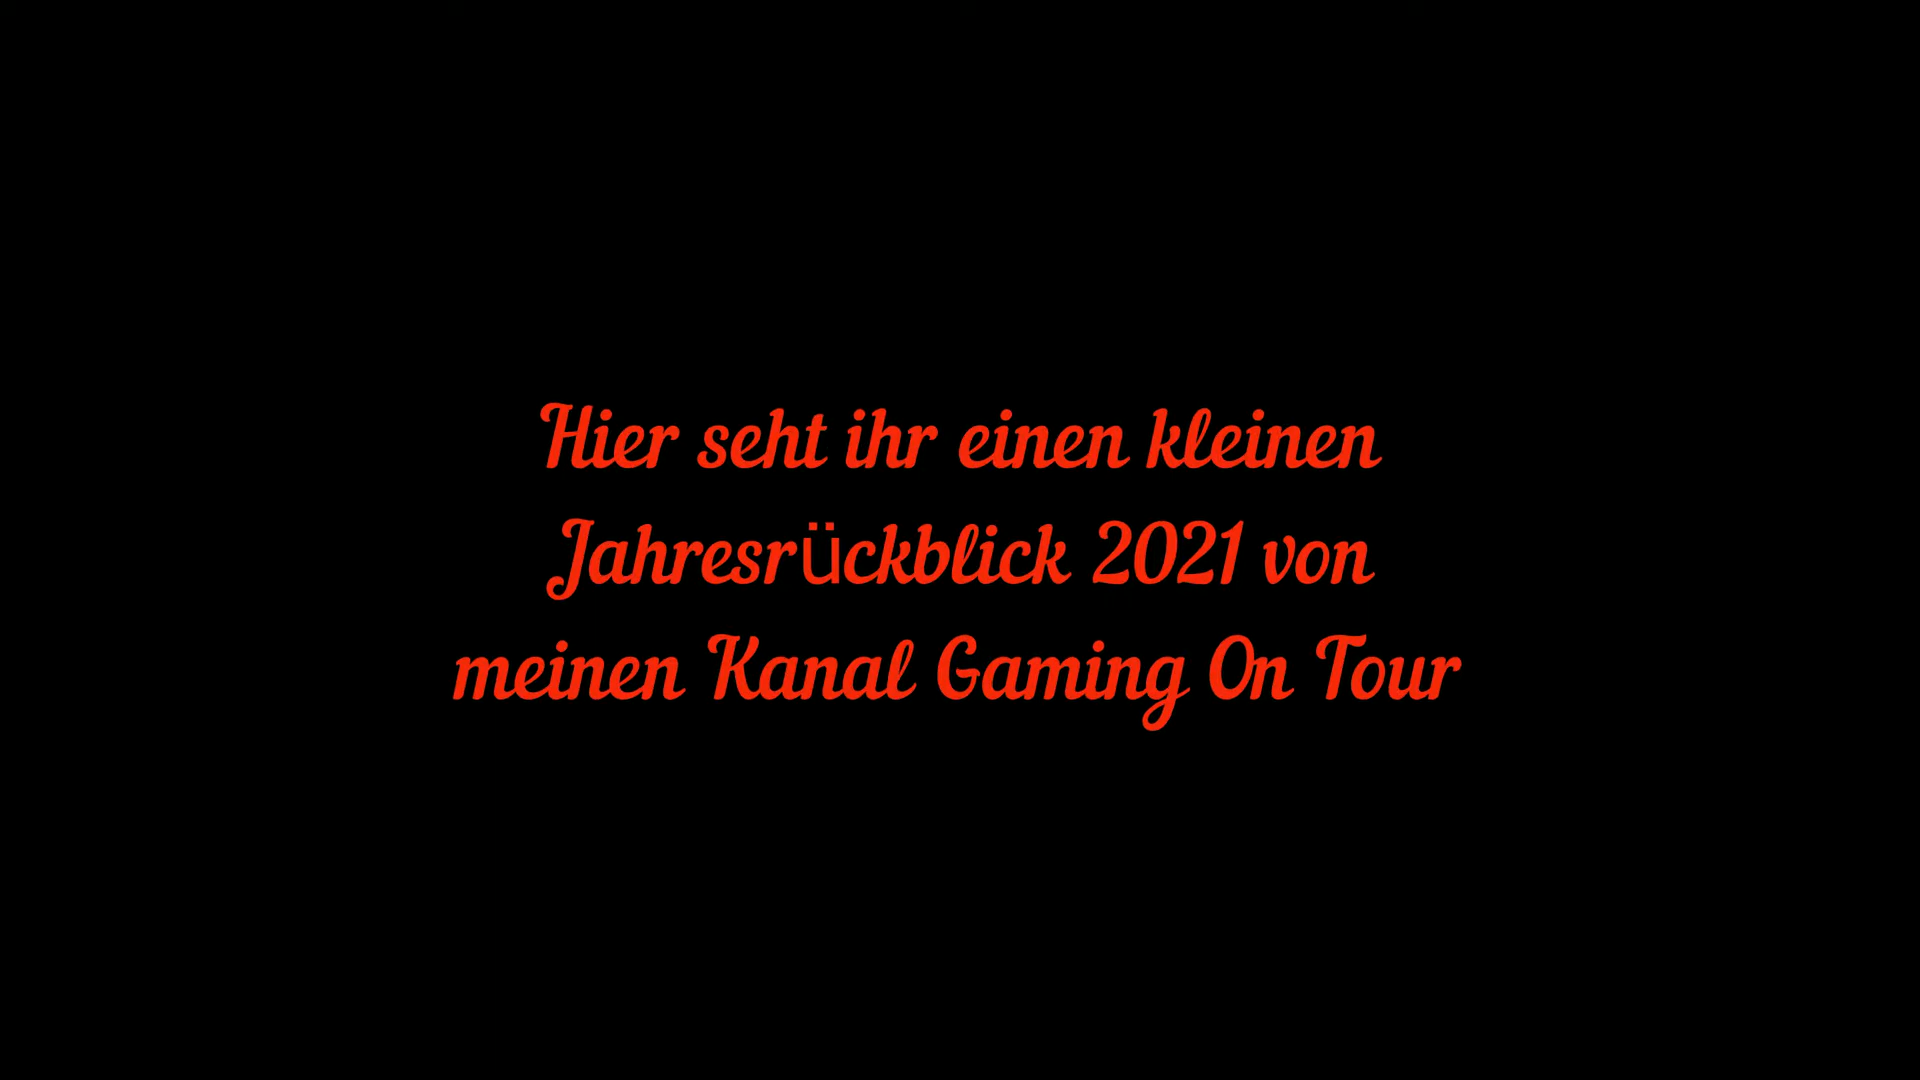 Hier seht ihr einen kleinen
Jahresrückblick 2021 von
meinen Kanal Gaming On Tour